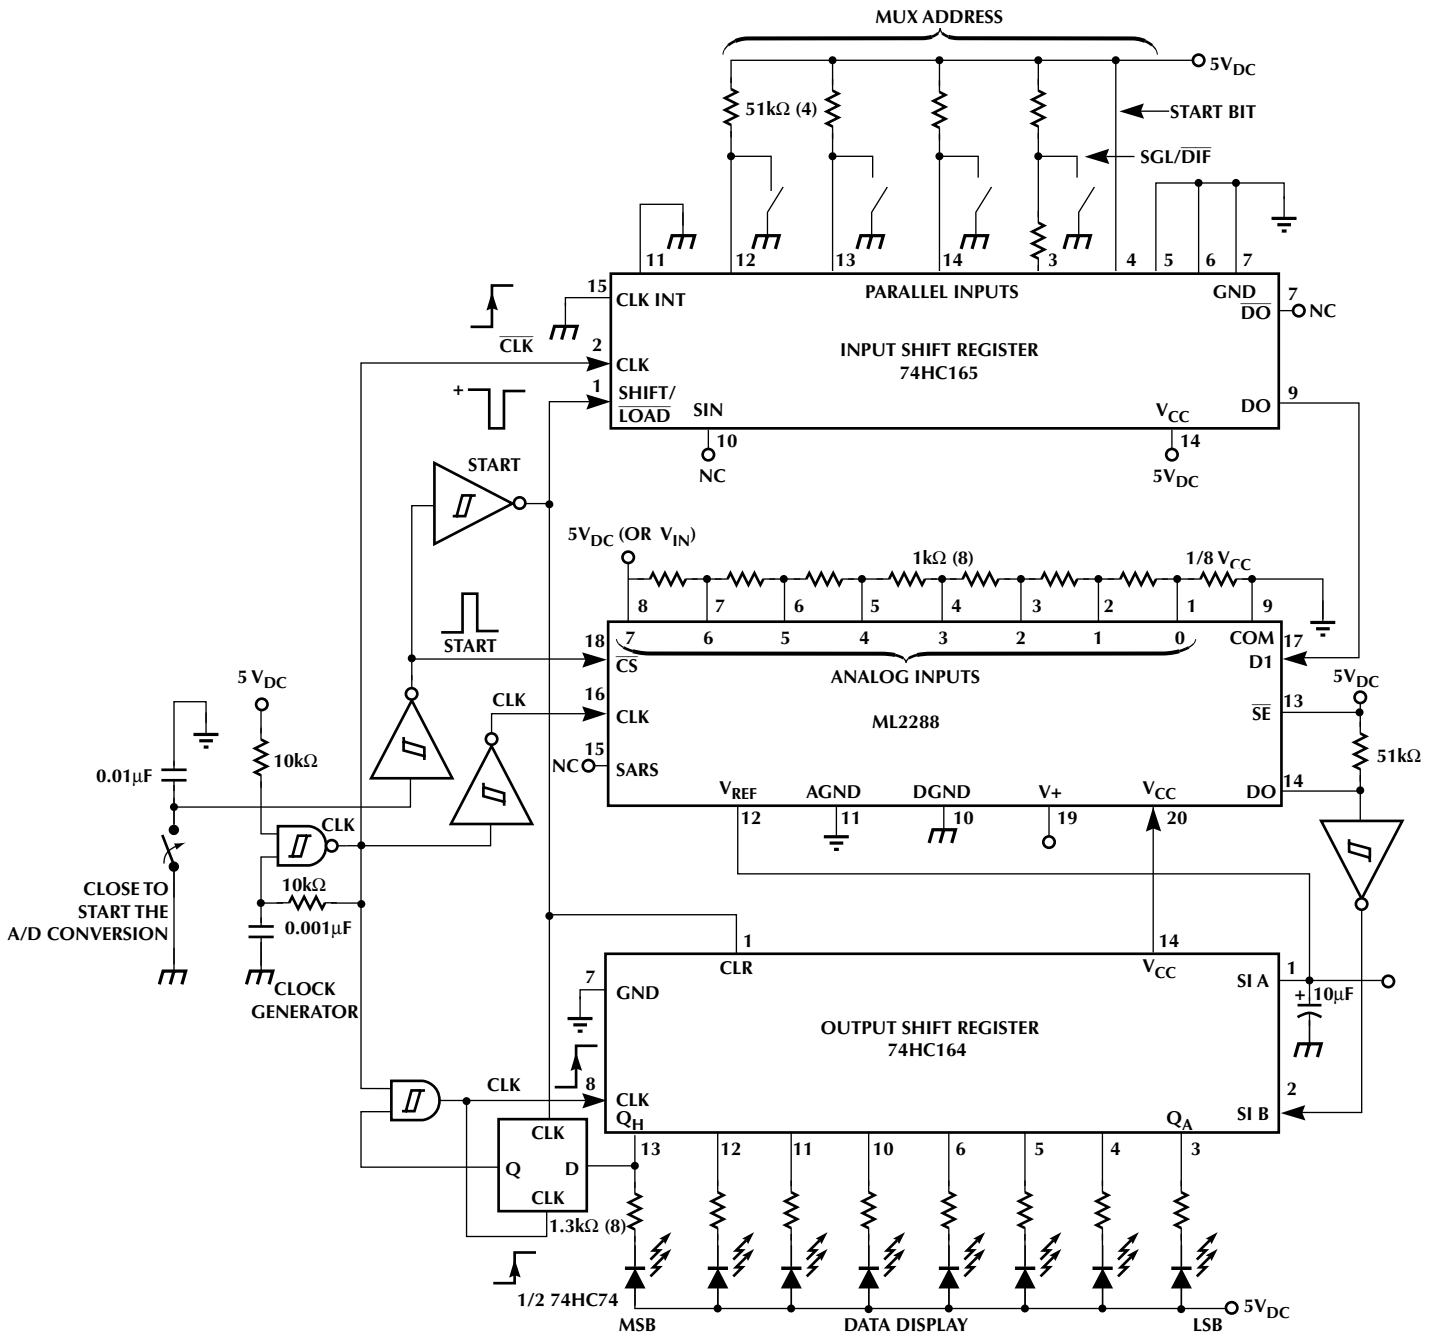 MUX ADDRESS
5VDC
51kΩ (4)
START BIT
SGL/DIF
11
12
13
14
3
4
5
6
7
15
CLK INT
PARALLEL INPUTS
GND
7
DO
NC
CLK
2
CLK
INPUT SHIFT REGISTER
74HC165
+
1
SHIFT/
LOAD
SIN
VCC
DO
9
10
NC
14
5VDC
START
5VDC (OR VIN)
1kΩ (8)
1/8 VCC
8
7
6
5
4
3
2
1
9
START
18
CS
7
6
5
4
3
2
1
0
COM
17
D1
ANALOG INPUTS
16
CLK
CLK
ML2288
SE
13
5VDC
5 VDC
10kΩ
0.01µF
NC
15
SARS
51kΩ
VREF
AGND
DGND
V+
VCC
DO
14
12
11
10
19
20
CLK
CLOSE TO
START THE
A/D CONVERSION
10kΩ
0.001µF
CLOCK
GENERATOR
1
CLR
14
VCC
7
GND
SI A
1
+
10µF
OUTPUT SHIFT REGISTER
74HC164
CLK
8
CLK
QH
QA
SI B
2
CLK
Q
D
CLK
13
12
11
10
6
5
4
3
1.3kΩ (8)
1/2 74HC74
MSB
DATA DISPLAY
LSB
5VDC